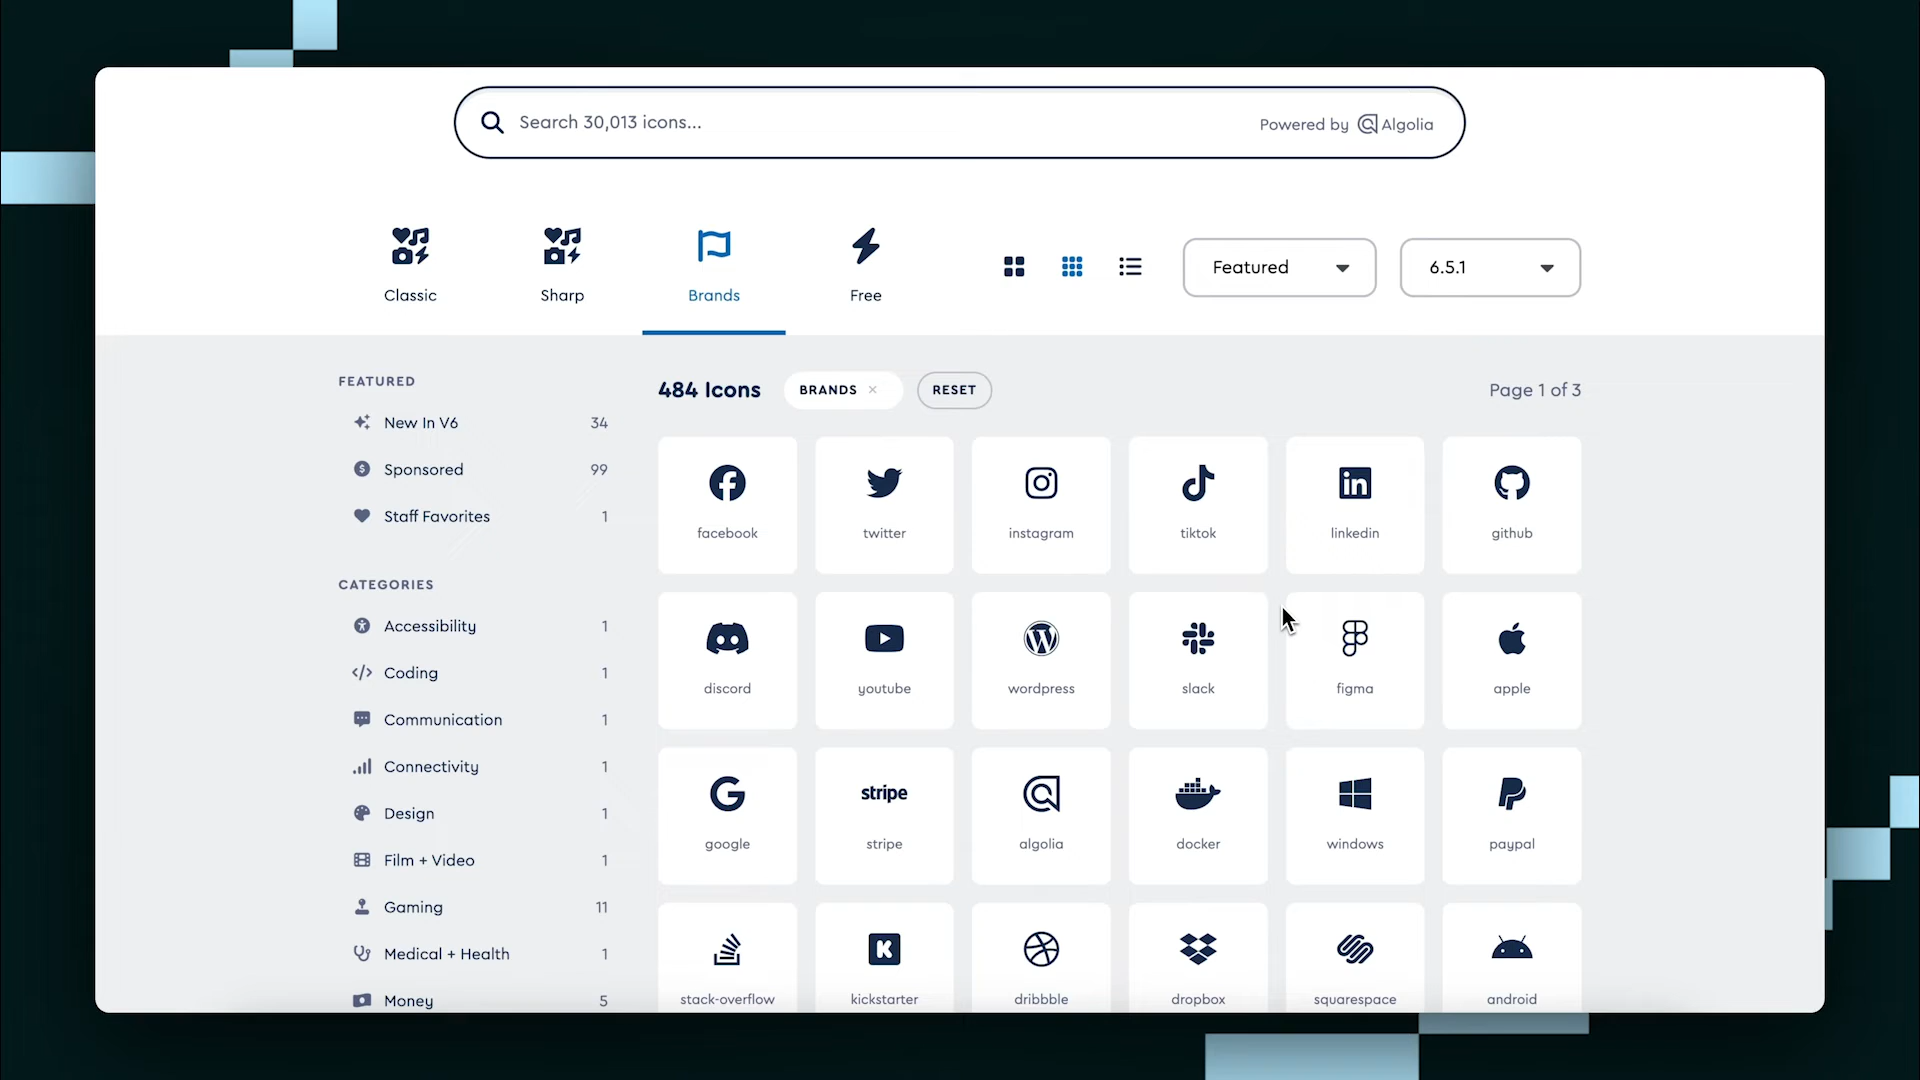 Search 30,013 icons...
Powered by Algolia
Classic
Sharp
Brands
Free
Featured
6.5.1
FEATURED
New In V6 34
Sponsored 99
Staff Favorites 1
CATEGORIES
Accessibility 1
Coding 1
Communication 1
Connectivity 1
Design 1
Film + Video 1
Gaming 11
Medical + Health 1
Money 5
484 Icons
BRANDS ×
RESET
Page 1 of 3
facebook
twitter
instagram
tiktok
linkedin
github
discord
youtube
wordpress
slack
figma
apple
google
stripe
stripe
algolia
docker
windows
paypal
stack-overflow
kickstarter
dribbble
dropbox
squarespace
android